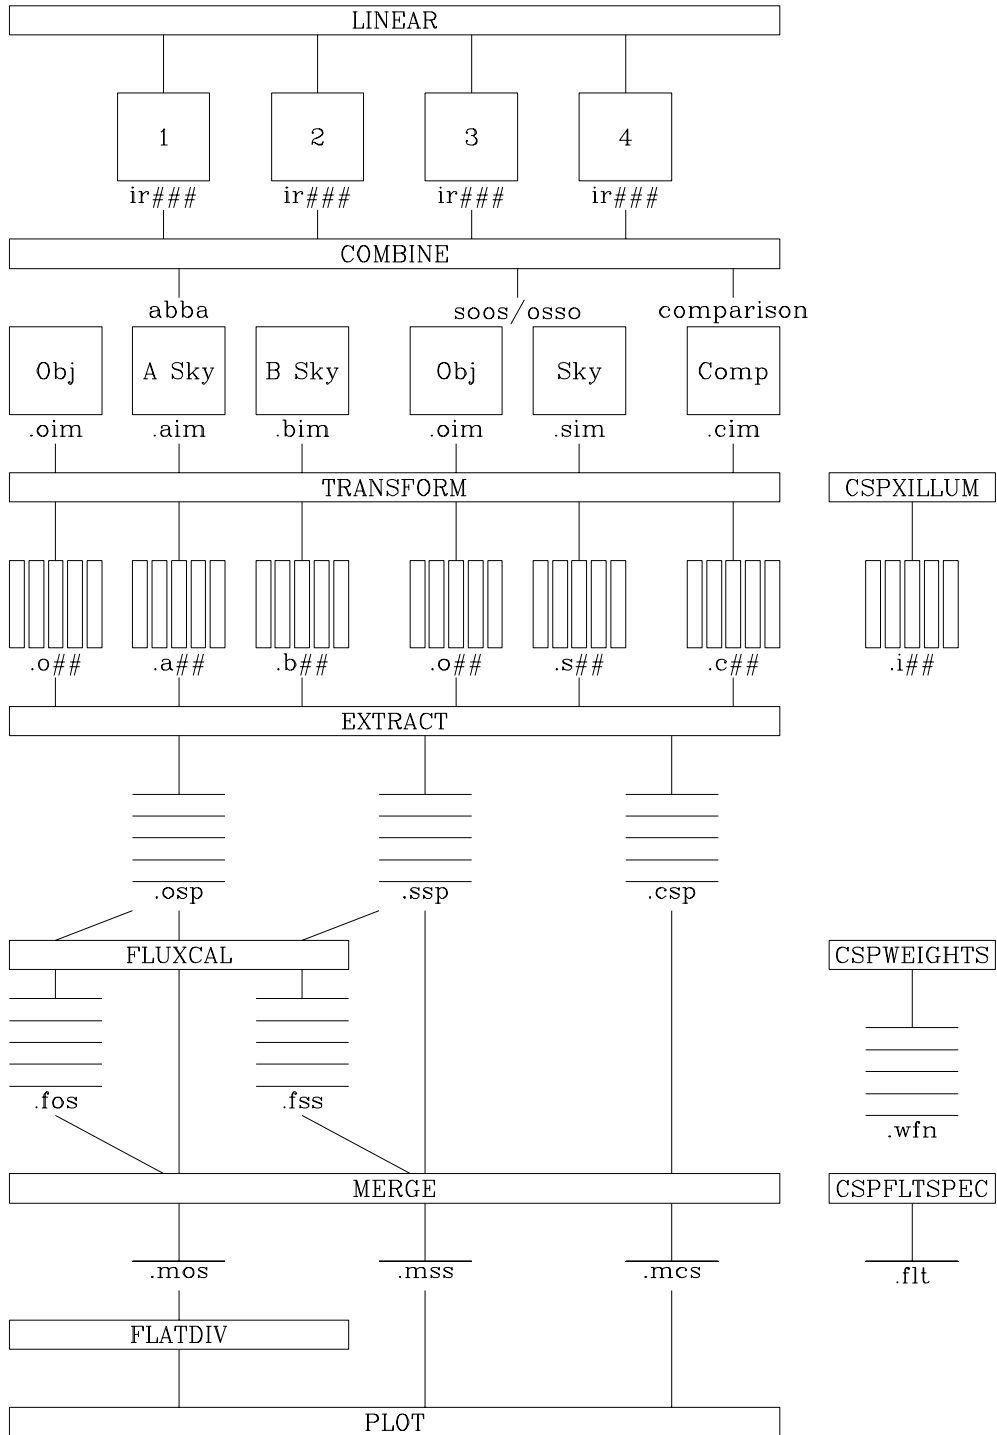 LINEAR
1 2 3 4
ir### ir### ir### ir###
COMBINE
abba soos/osso comparison
Obj A Sky B Sky Obj Sky Comp
.oim .aim .bim .oim .sim .cim
TRANSFORM CSPXILLUM
.o## .a## .b## .o## .s## .c## .i##
EXTRACT
.osp .ssp .csp
FLUXCAL CSPWEIGHTS
.fos .fss
.wfn
MERGE CSPFLTSPEC
.mos .mss .mcs .flt
FLATDIV
PLOT